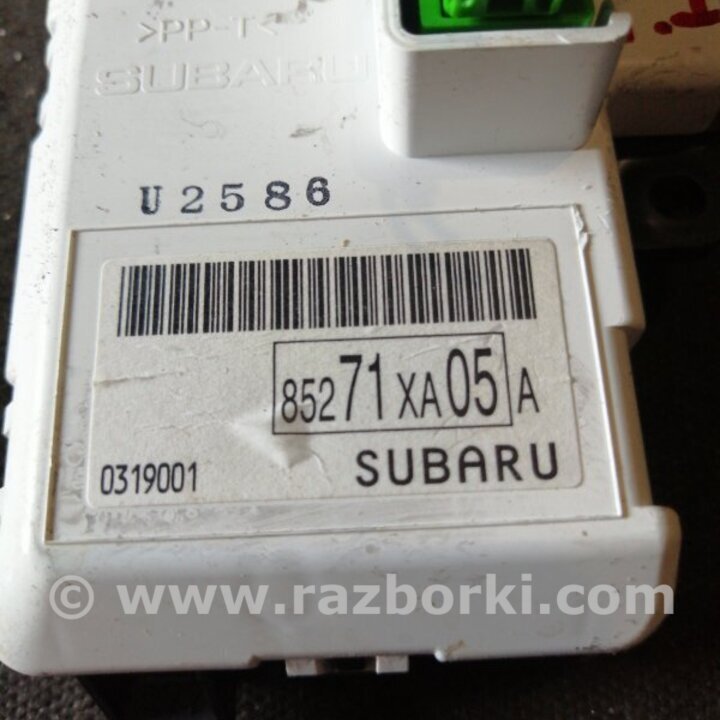 >PP-T<
SUBARU
U2586
85271XA05A
0319001 SUBARU
© www.razborki.com